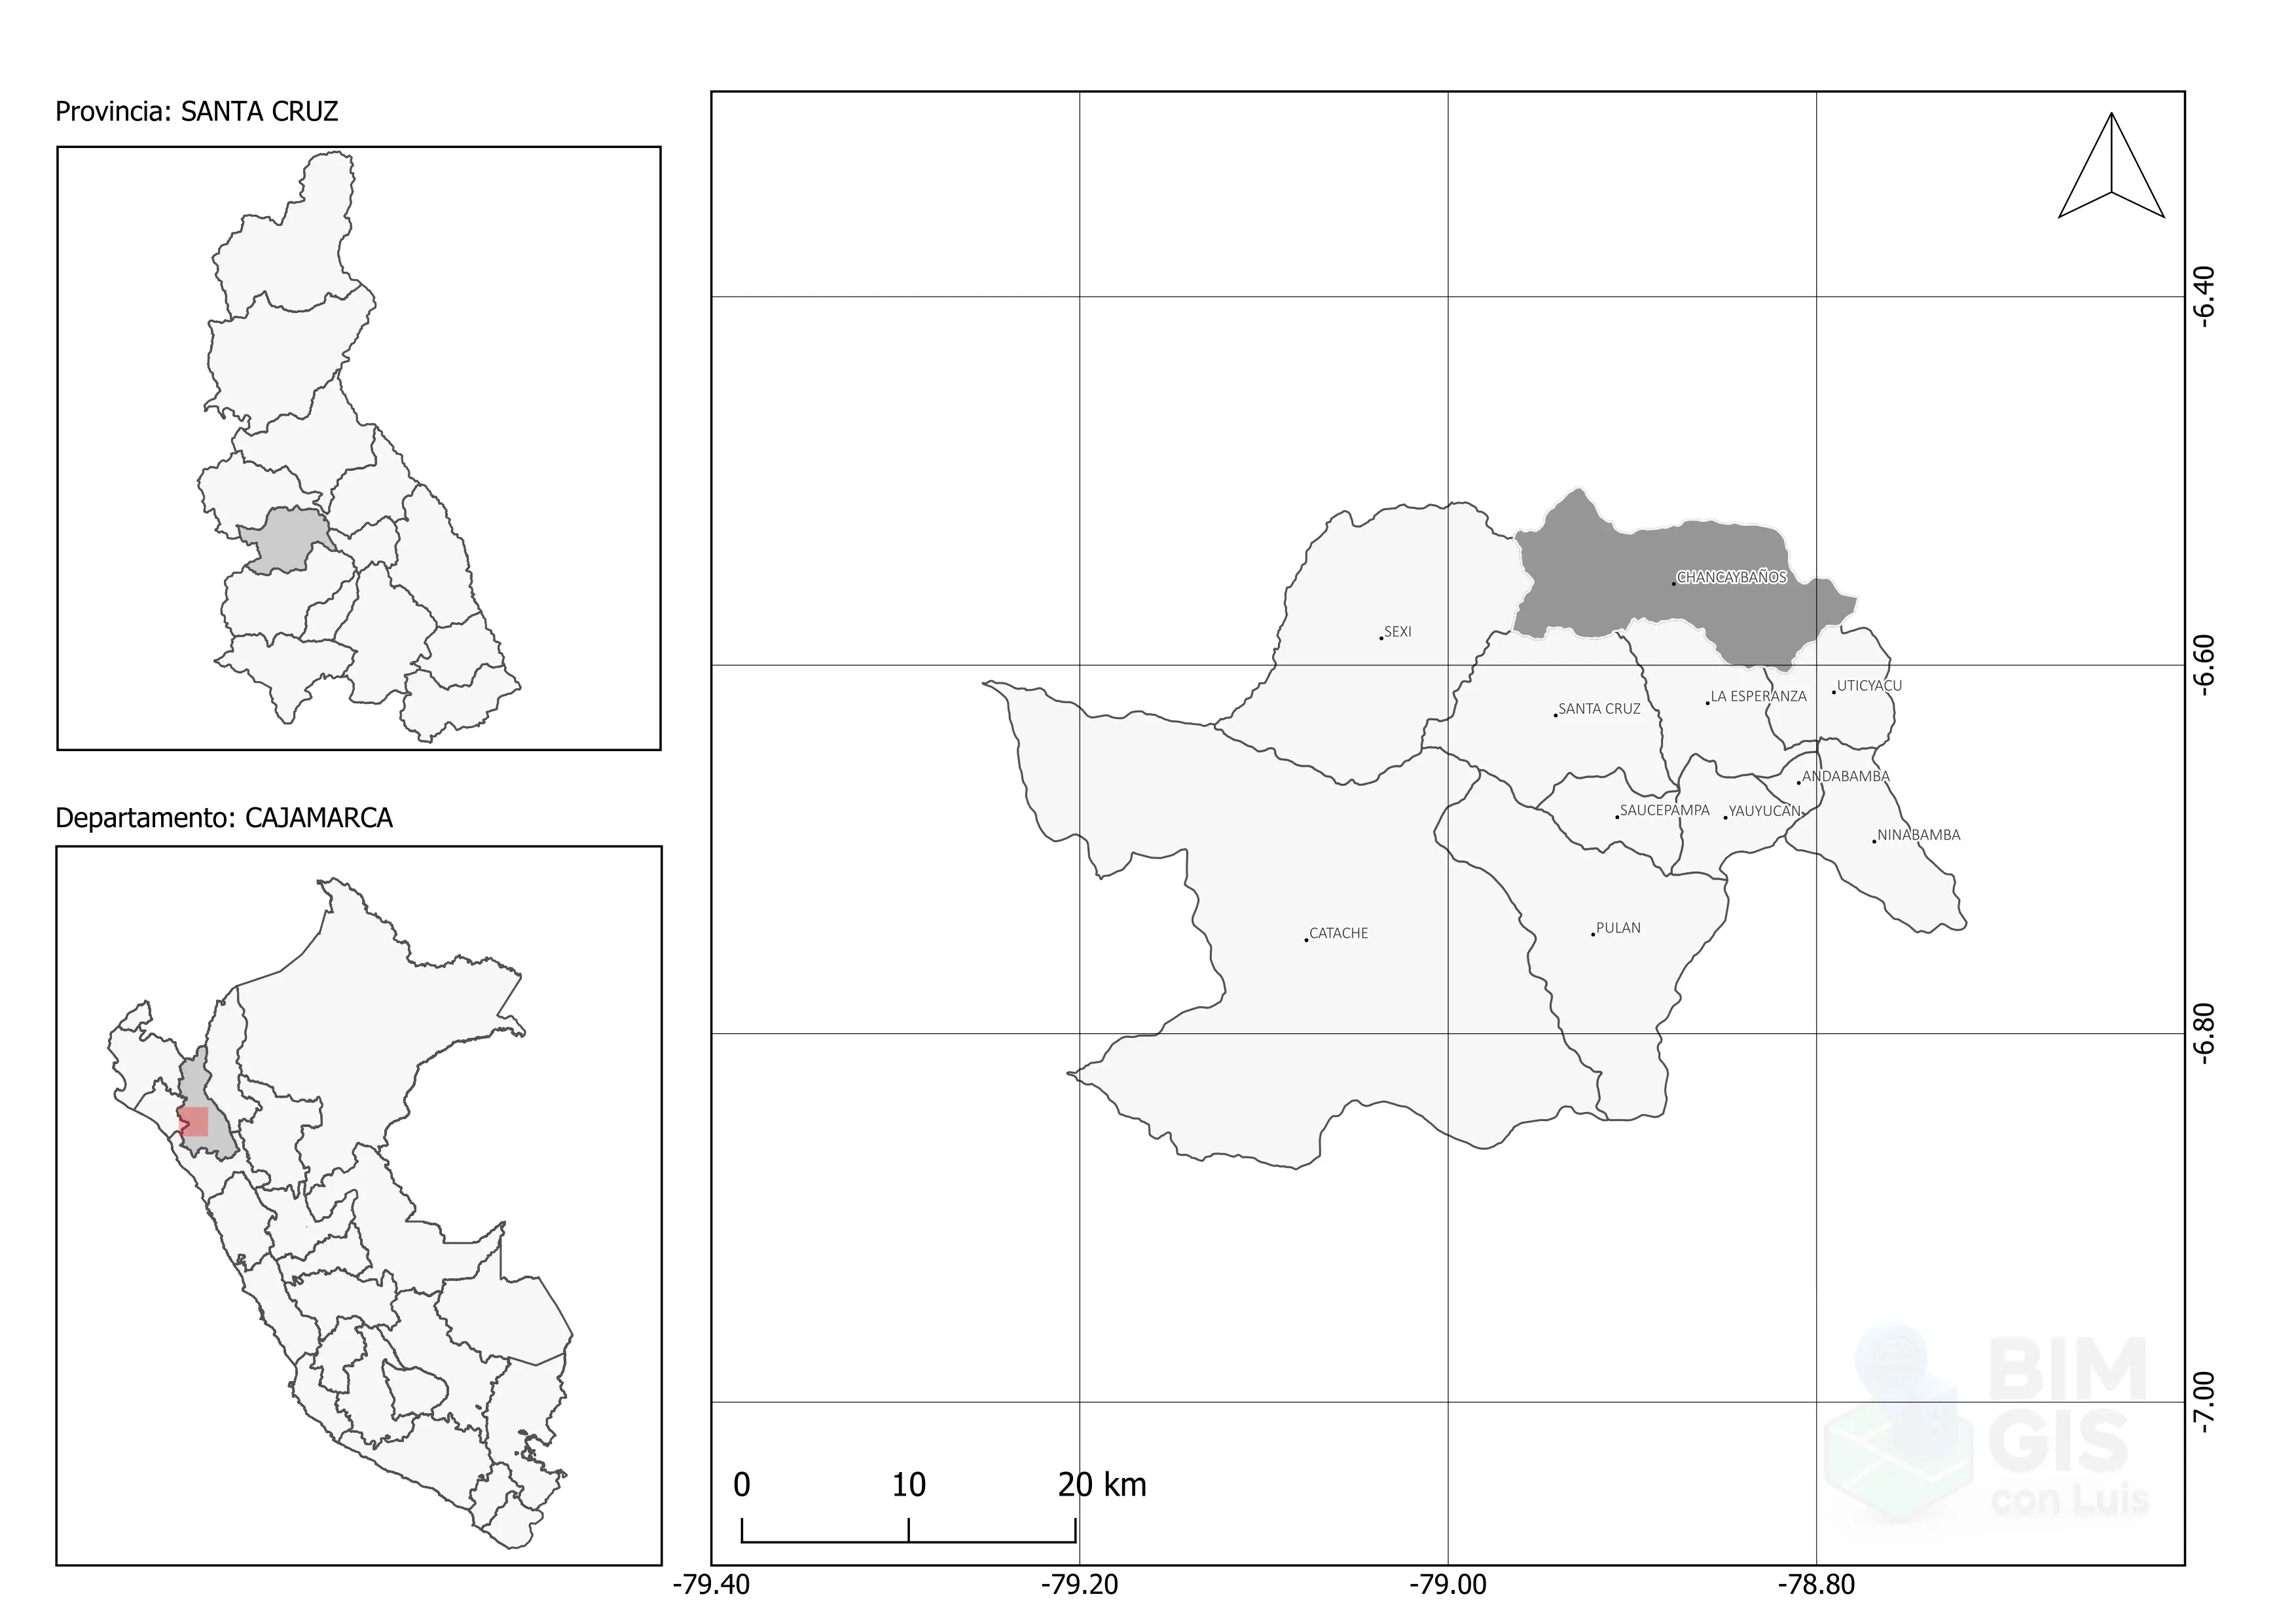 Provincia: SANTA CRUZ
Departamento: CAJAMARCA
CHANCAYBAÑOS
SEXI
UTICYACU
LA ESPERANZA
SANTA CRUZ
ANDABAMBA
SAUCEPAMPA
YAUYUCAN
NINABAMBA
CATACHE
PULAN
-6.40
-6.60
-6.80
-7.00
BIM
GIS
con Luis
0 10 20 km
-79.40 -79.20 -79.00 -78.80